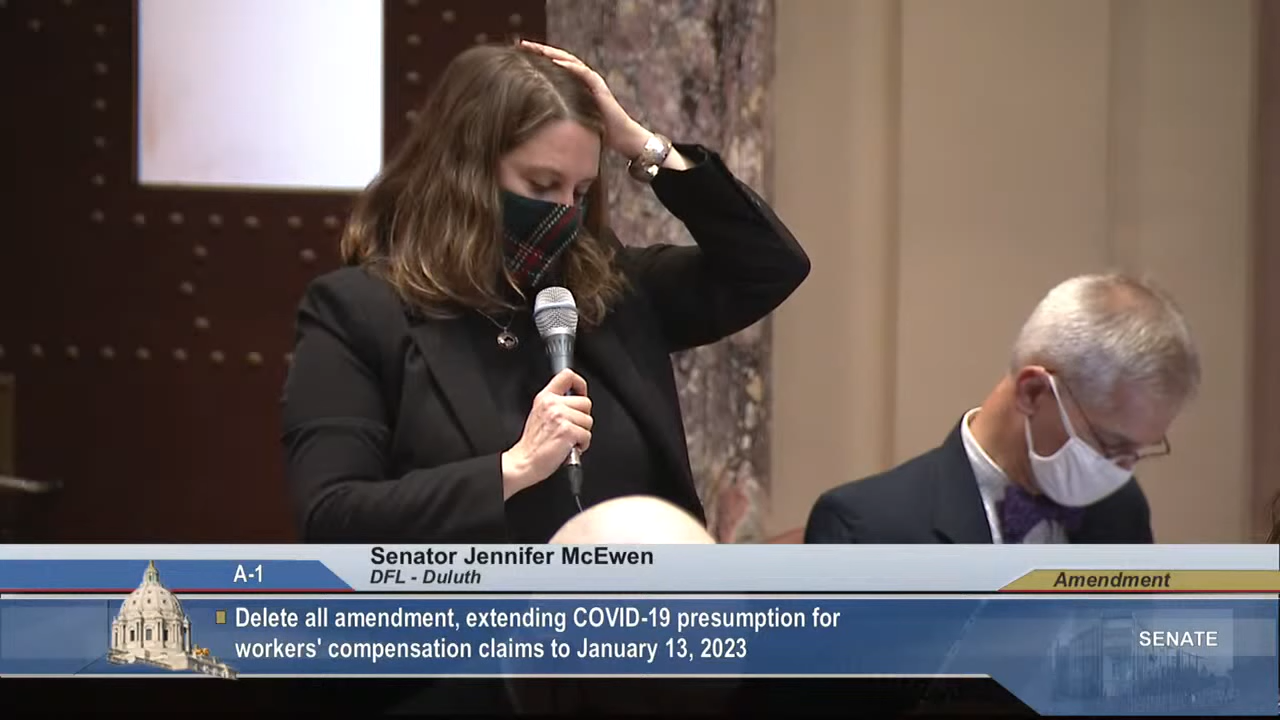 Senator Jennifer McEwen
DFL - Duluth
A-1
Amendment
Delete all amendment, extending COVID-19 presumption for
workers' compensation claims to January 13, 2023
SENATE